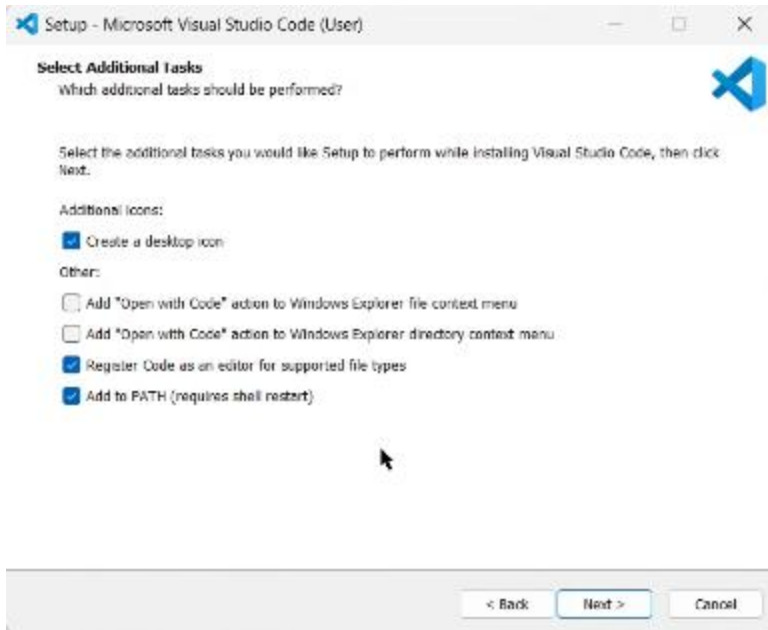 Setup - Microsoft Visual Studio Code (User)
Select Additional Tasks
Which additional tasks should be performed?
Select the additional tasks you would like Setup to perform while installing Visual Studio Code, then click
Next.
Additional icons:
Create a desktop icon
Other:
Add "Open with Code" action to Windows Explorer file context menu
Add "Open with Code" action to Windows Explorer directory context menu
Register Code as an editor for supported file types
Add to PATH (requires shell restart)
< Back Next > Cancel